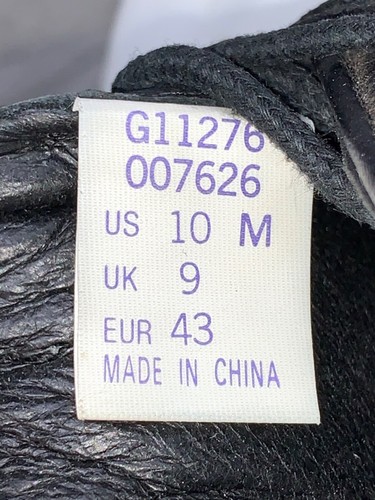 G11276
007626
US 10 M
UK 9
EUR 43
MADE IN CHINA